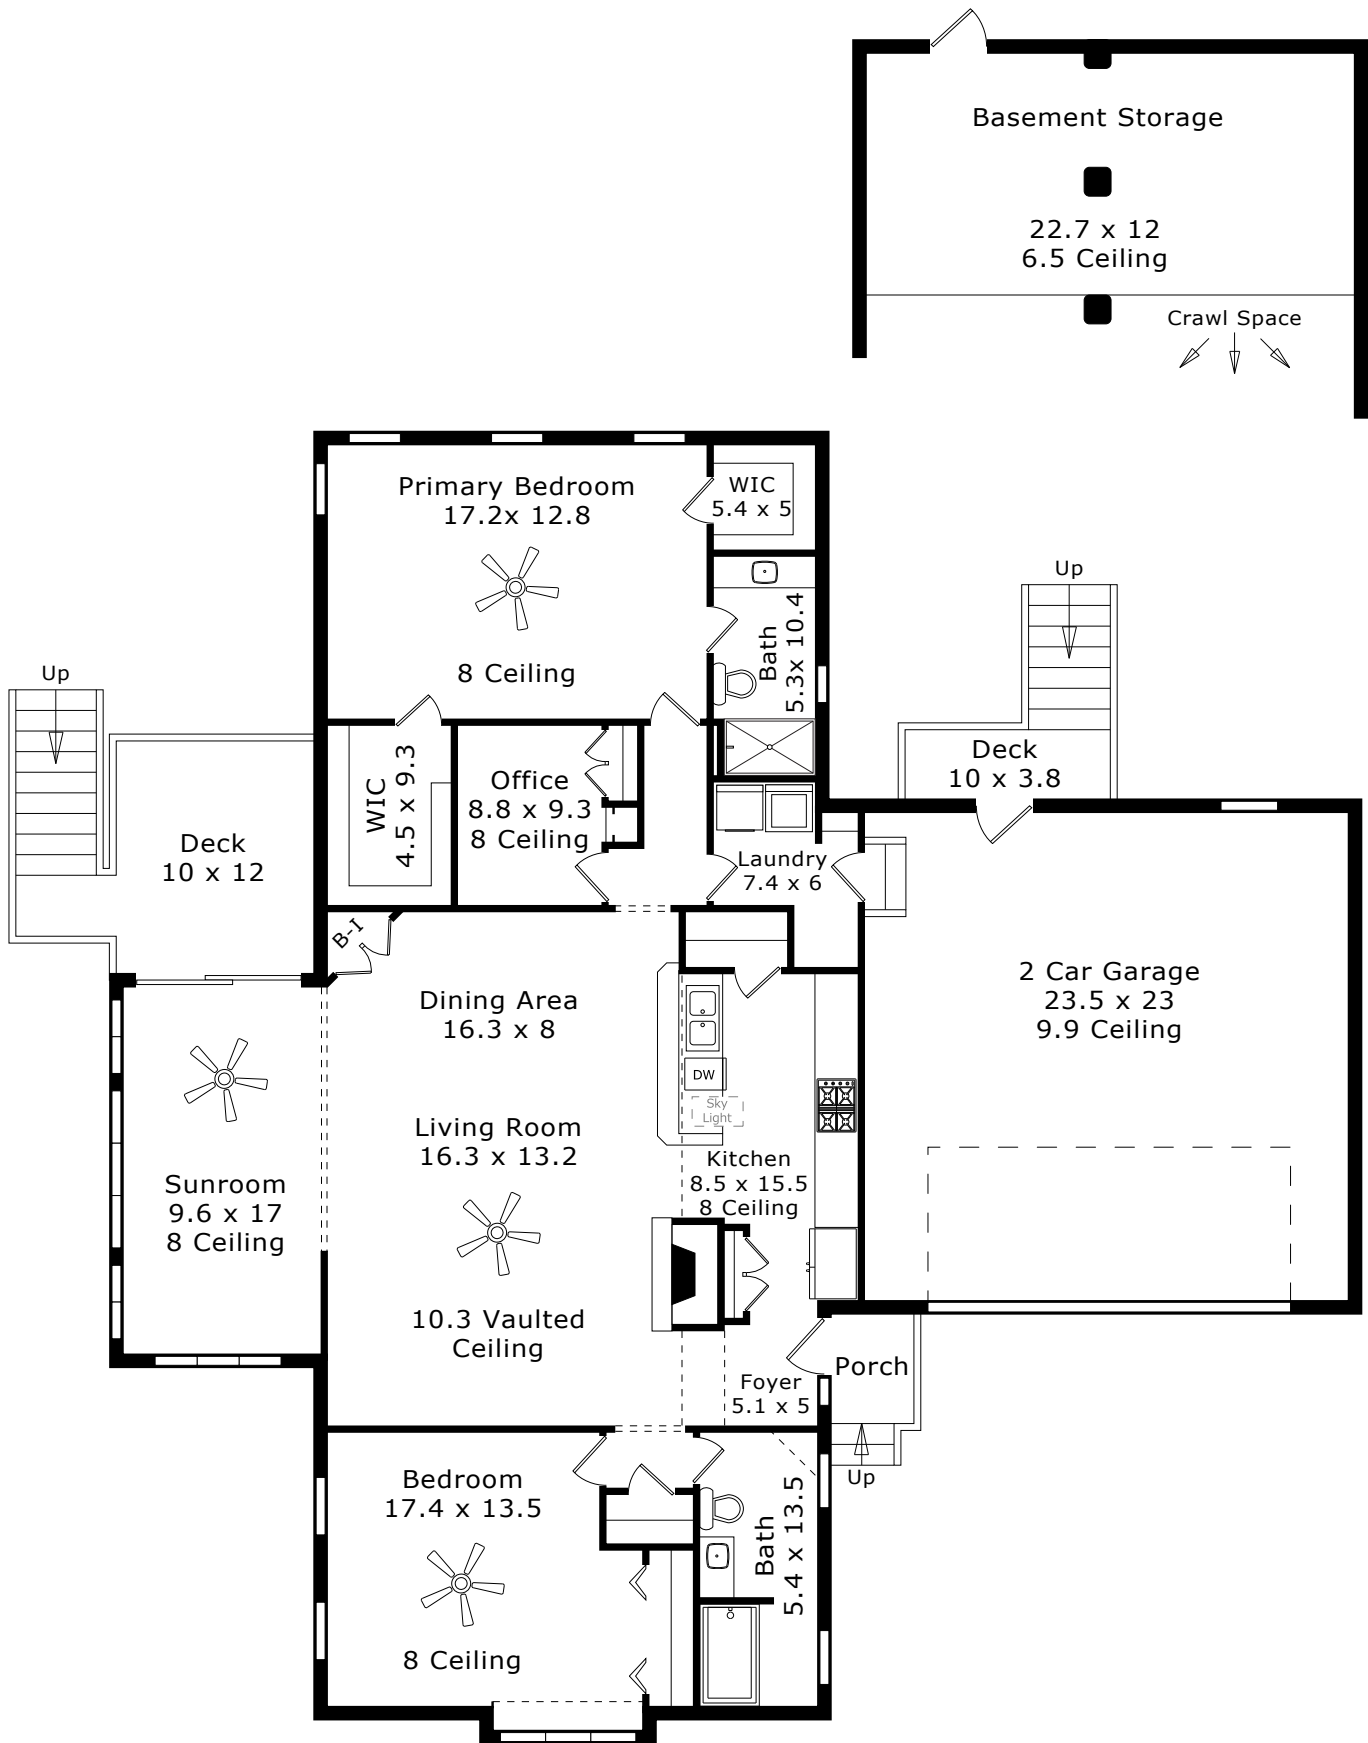 Basement Storage
22.7 x 12
6.5 Ceiling
Crawl Space
Primary Bedroom
17.2x 12.8
8 Ceiling
WIC
5.4 x 5
Bath
5.3x 10.4
Up
Up
Deck
10 x 12
WIC
4.5 x 9.3
Office
8.8 x 9.3
8 Ceiling
Deck
10 x 3.8
Laundry
7.4 x 6
B-I
Dining Area
16.3 x 8
2 Car Garage
23.5 x 23
9.9 Ceiling
DW
Sky
Light
Living Room
16.3 x 13.2
Kitchen
8.5 x 15.5
8 Ceiling
Sunroom
9.6 x 17
8 Ceiling
10.3 Vaulted
Ceiling
Foyer
5.1 x 5
Porch
Up
Bedroom
17.4 x 13.5
8 Ceiling
Bath
5.4 x 13.5